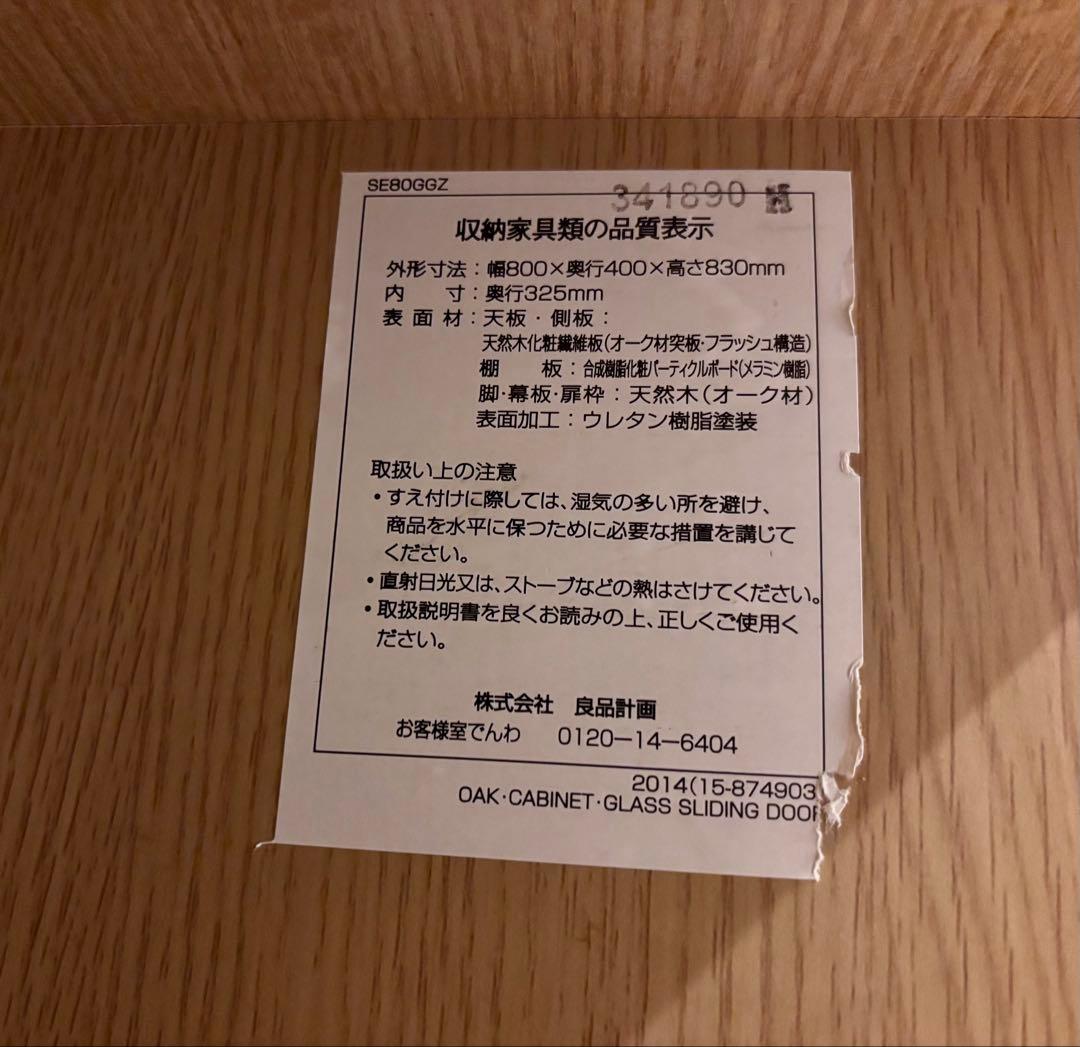 SE80GGZ
341890
収納家具類の品質表示
外形寸法：幅800×奥行400×高さ830mm
内　　寸：奥行325mm
表面材：天板・側板：
天然木化粧繊維板（オーク材突板・フラッシュ構造）
棚　　板：合成樹脂化粧パーティクルボード（メラミン樹脂）
脚・幕板・扉枠：天然木（オーク材）
表面加工：ウレタン樹脂塗装
取扱い上の注意
・すえ付けに際しては、湿気の多い所を避け、
商品を水平に保つために必要な措置を講じて
ください。
・直射日光又は、ストーブなどの熱はさけてください。
・取扱説明書を良くお読みの上、正しくご使用く
ださい。
株式会社　良品計画
お客様室でんわ　0120－14－6404
2014(15-874903
OAK・CABINET・GLASS SLIDING DOOR